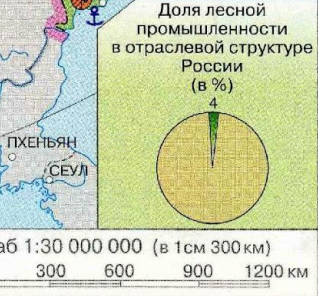 Доля лесной
промышленности
в отраслевой структуре
России
(в %)
4
ПХЕНЬЯН
СЕУЛ
1:30 000 000 (в 1см 300 км)
300 600 900 1200 км